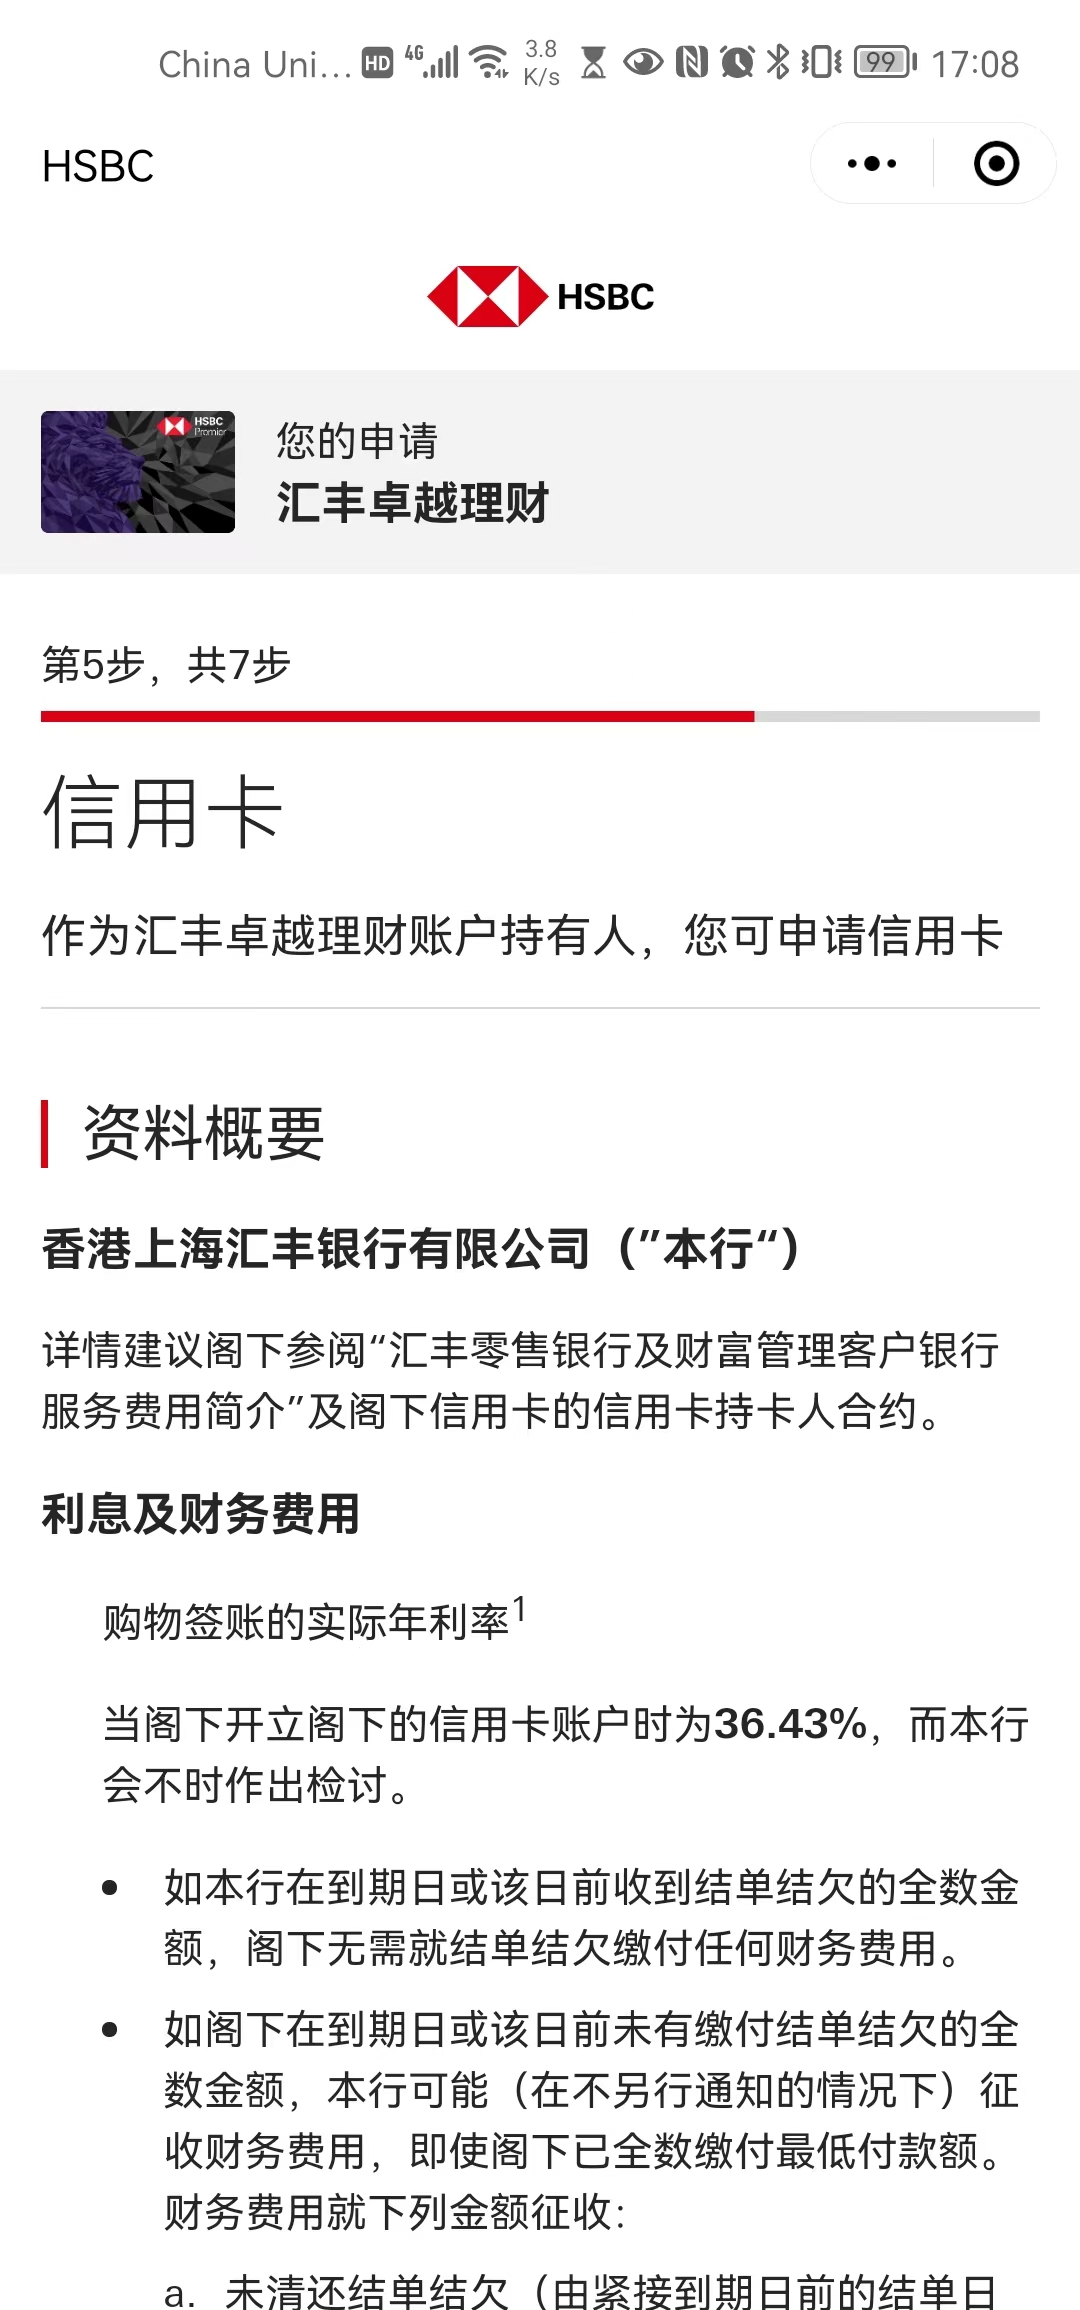 China Uni... HD 4G 3.8 K/s 99 17:08
HSBC
HSBC
HSBC
Premier
您的申请
汇丰卓越理财
第5步，共7步
信用卡
作为汇丰卓越理财账户持有人，您可申请信用卡
资料概要
香港上海汇丰银行有限公司（”本行“）
详情建议阁下参阅“汇丰零售银行及财富管理客户银行
服务费用简介”及阁下信用卡的信用卡持卡人合约。
利息及财务费用
购物签账的实际年利率1
当阁下开立阁下的信用卡账户时为36.43%，而本行
会不时作出检讨。
• 如本行在到期日或该日前收到结单结欠的全数金
额，阁下无需就结单结欠缴付任何财务费用。
• 如阁下在到期日或该日前未有缴付结单结欠的全
数金额，本行可能（在不另行通知的情况下）征
收财务费用，即使阁下已全数缴付最低付款额。
财务费用就下列金额征收：
a. 未清还结单结欠（由紧接到期日前的结单日